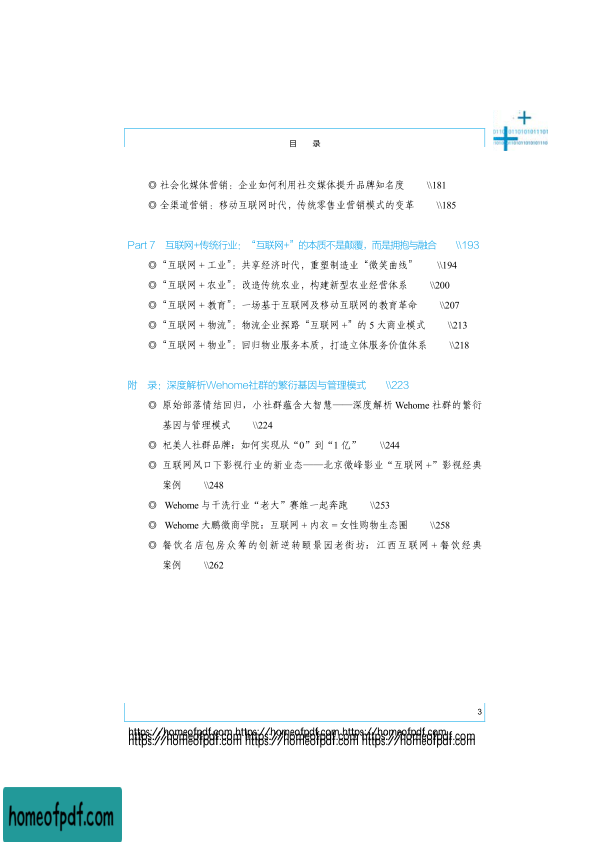 目 录
◎ 社会化媒体营销：企业如何利用社交媒体提升品牌知名度 \\181
◎ 全渠道营销：移动互联网时代，传统零售业营销模式的变革 \\185
Part 7 互联网+传统行业：“互联网+”的本质不是颠覆，而是拥抱与融合 \\193
◎ “互联网＋工业”：共享经济时代，重塑制造业“微笑曲线” \\194
◎ “互联网＋农业”：改造传统农业，构建新型农业经营体系 \\200
◎ “互联网＋教育”：一场基于互联网及移动互联网的教育革命 \\207
◎ “互联网＋物流”：物流企业探路“互联网＋”的 5 大商业模式 \\213
◎ “互联网＋物业”：回归物业服务本质，打造立体服务价值体系 \\218
附 录：深度解析Wehome社群的繁衍基因与管理模式 \\223
◎ 原始部落情结回归，小社群蕴含大智慧——深度解析 Wehome 社群的繁衍
基因与管理模式 \\224
◎ 杞美人社群品牌：如何实现从“0”到“1 亿” \\244
◎ 互联网风口下影视行业的新业态——北京微峰影业“互联网＋”影视经典
案例 \\248
◎ Wehome 与干洗行业“老大”赛维一起奔跑 \\253
◎ Wehome 大鹏微商学院：互联网＋内衣＝女性购物生态圈 \\258
◎ 餐饮名店包房众筹的创新逆转颐景园老街坊：江西互联网＋餐饮经典
案例 \\262
3
https://homeofpdf.com https://homeofpdf.com https://homeofpdf.com
https://homeofpdf.com https://homeofpdf.com https://homeofpdf.com
homeofpdf.com